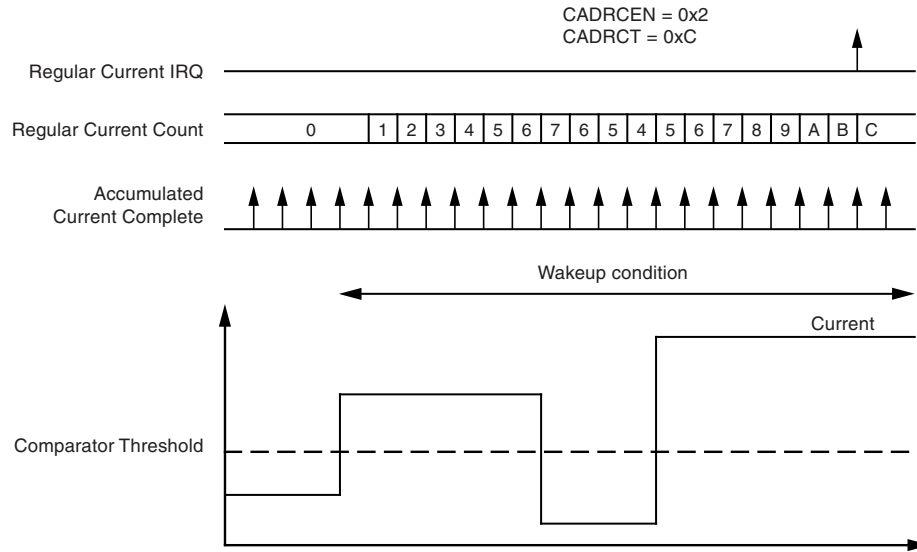 CADRCEN = 0x2
CADRCT = 0xC
Regular Current IRQ
Regular Current Count 0 1 2 3 4 5 6 7 6 5 4 5 6 7 8 9 A B C
Accumulated
Current Complete
Wakeup condition
Current
Comparator Threshold